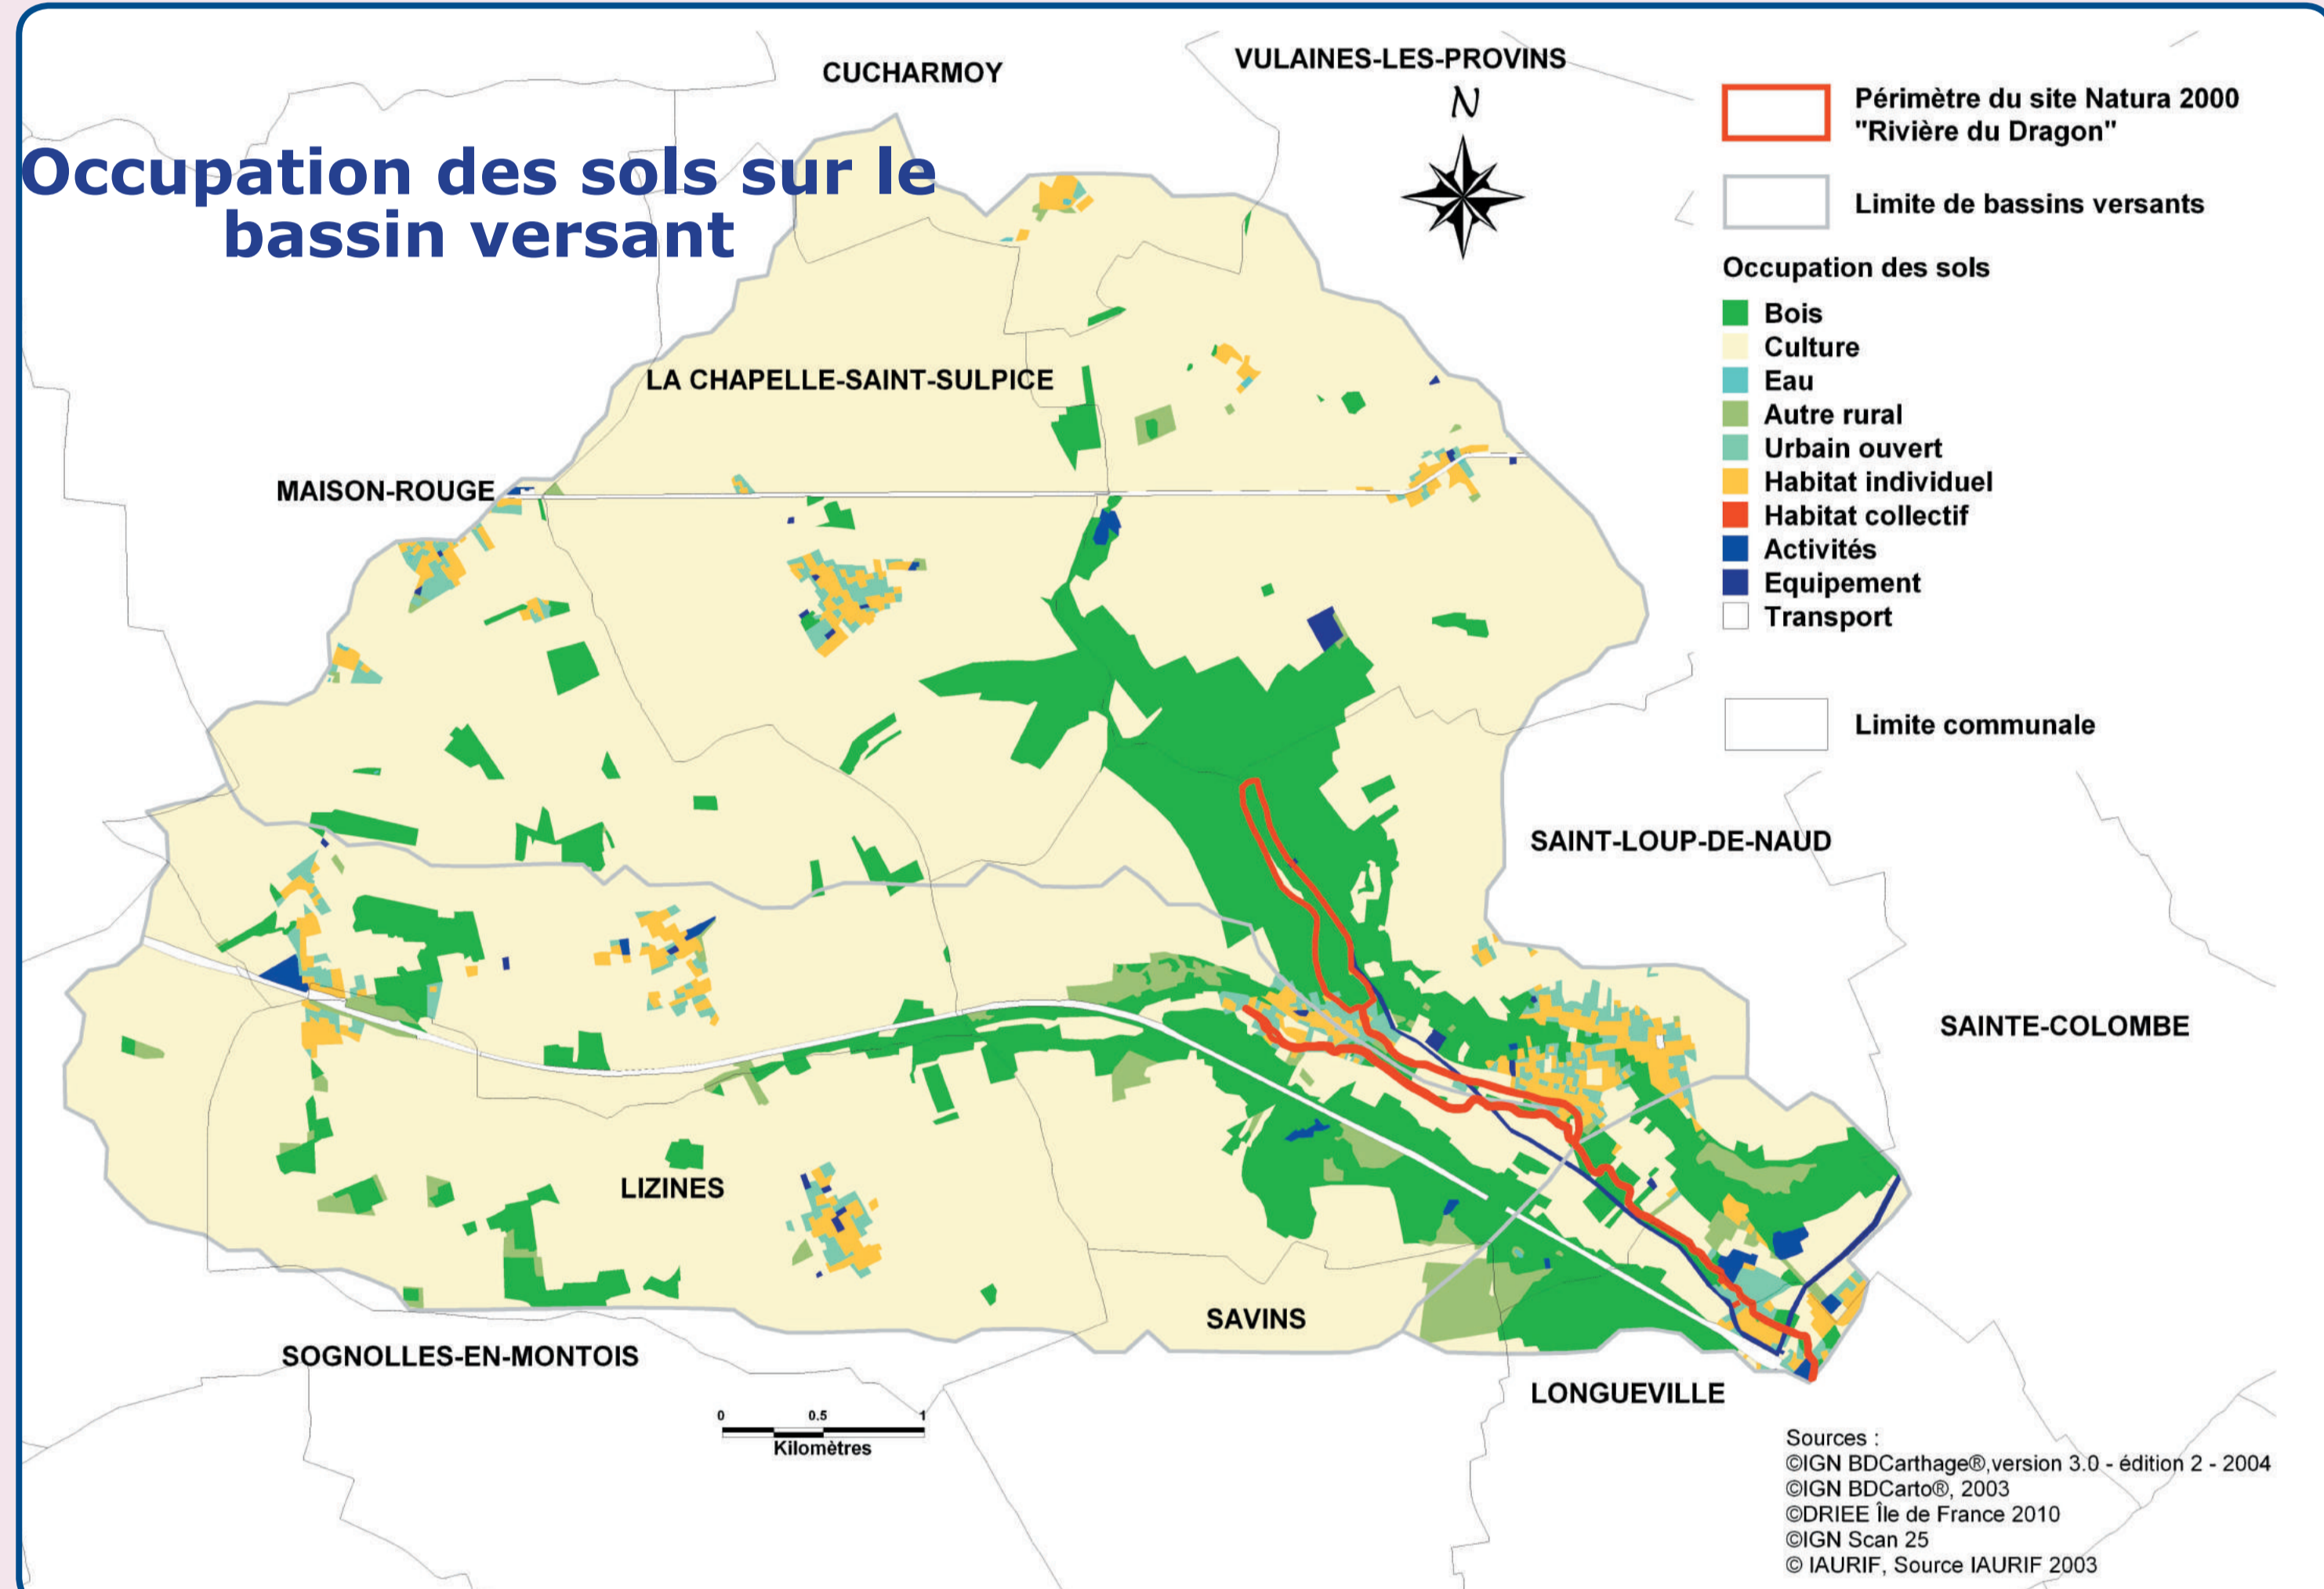 Occupation des sols sur le
bassin versant
CUCHARMOY
VULAINES-LES-PROVINS
N
LA CHAPELLE-SAINT-SULPICE
MAISON-ROUGE
SAINT-LOUP-DE-NAUD
SAINTE-COLOMBE
LIZINES
SAVINS
SOGNOLLES-EN-MONTOIS
LONGUEVILLE
0 0.5 1
Kilomètres
Périmètre du site Natura 2000
"Rivière du Dragon"
Limite de bassins versants
Occupation des sols
Bois
Culture
Eau
Autre rural
Urbain ouvert
Habitat individuel
Habitat collectif
Activités
Equipement
Transport
Limite communale
Sources :
©IGN BDCarthage®,version 3.0 - édition 2 - 2004
©IGN BDCarto®, 2003
©DRIEE Île de France 2010
©IGN Scan 25
© IAURIF, Source IAURIF 2003